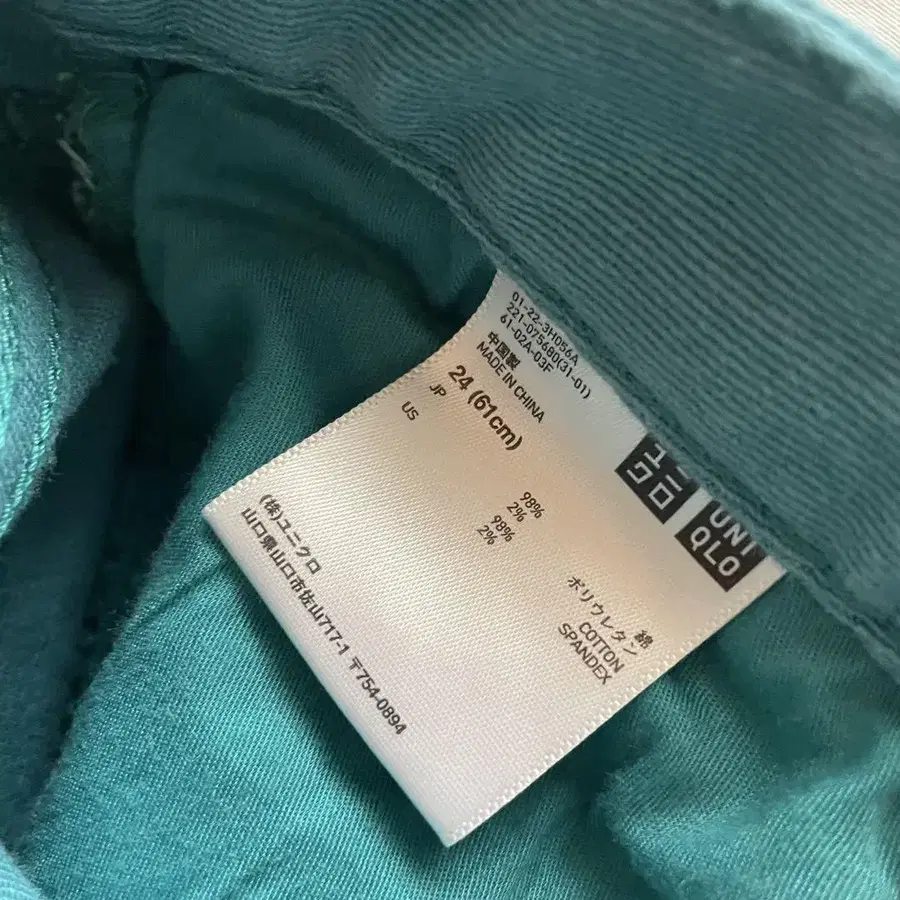 ユニ
クロ
UNI
QLO
綿
ポリウレタン
COTTON
SPANDEX
98%
2%
98%
2%
24 (61cm)
JP
US
中国製
MADE IN CHINA
01-22-3H056A
221-075680(31-01)
61-02A-03F
(株)ユニクロ
山口県山口市佐山717-1 〒754-0894